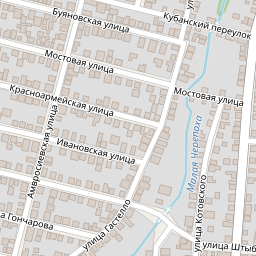 Буяновская улица
Кубанский переулок
Мостовая улица
Мостовая улица
Красноармейская улица
Малая Черепаха
Ивановская улица
Амвросиевская улица
улица Котовского
улица Гастелло
а Гончарова
улица Штыб